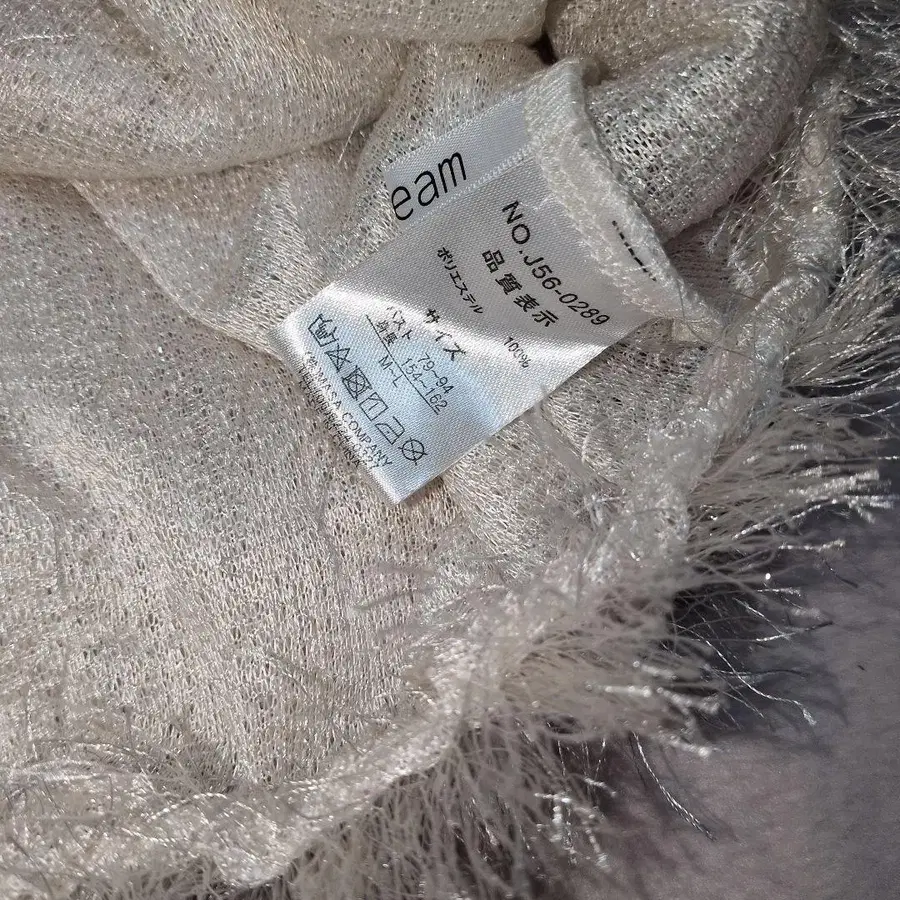 eam
NO.J56-0289
品質表示
ポリエステル 100%
サイズ
バスト 79-94
身長 154-162
M-L
MASSA COMPANY